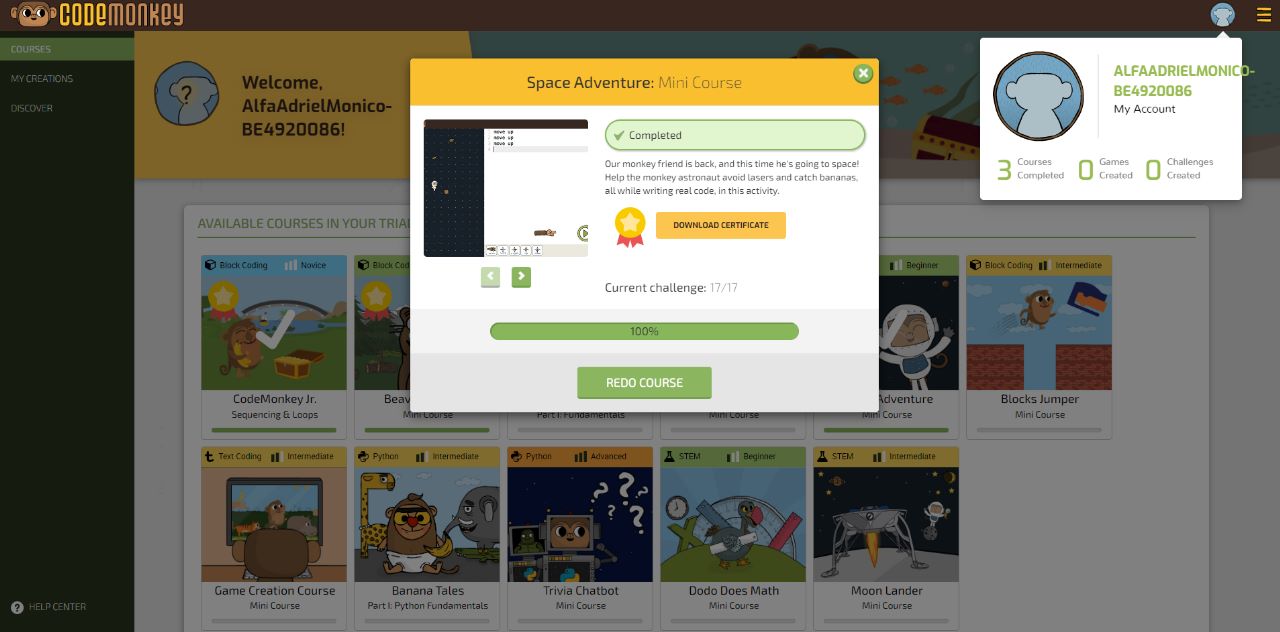 CODEMONKEY
COURSES
MY CREATIONS
DISCOVER
HELP CENTER
Welcome,
AlfaAdrielMonico-
BE4920086!
ALFAADRIELMONICO-
BE4920086
My Account
3 Courses Completed
0 Games Created
0 Challenges Created
Space Adventure: Mini Course
move up
move up
move up
Completed
Our monkey friend is back, and this time he's going to space!
Help the monkey astronaut avoid lasers and catch bananas,
all while writing real code, in this activity.
DOWNLOAD CERTIFICATE
Current challenge: 17/17
100%
REDO COURSE
AVAILABLE COURSES IN YOUR TRIA
Block Coding Novice
CodeMonkey Jr.
Sequencing & Loops
Block Cod
Beav
Mini Course
Part I: Fundamentals
Mini Course
Beginner
Adventure
Mini Course
Block Coding Intermediate
Blocks Jumper
Mini Course
Text Coding Intermediate
Game Creation Course
Mini Course
Python Intermediate
Banana Tales
Part I: Python Fundamentals
Python Advanced
Trivia Chatbot
Mini Course
STEM Beginner
Dodo Does Math
Mini Course
STEM Intermediate
Moon Lander
Mini Course